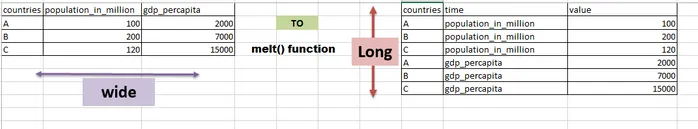 countries population_in_million gdp_percapita
A 100 2000
B 200 7000
C 120 15000
wide
TO
melt() function
Long
countries time value
A population_in_million 100
B population_in_million 200
C population_in_million 120
A gdp_percapita 2000
B gdp_percapita 7000
C gdp_percapita 15000